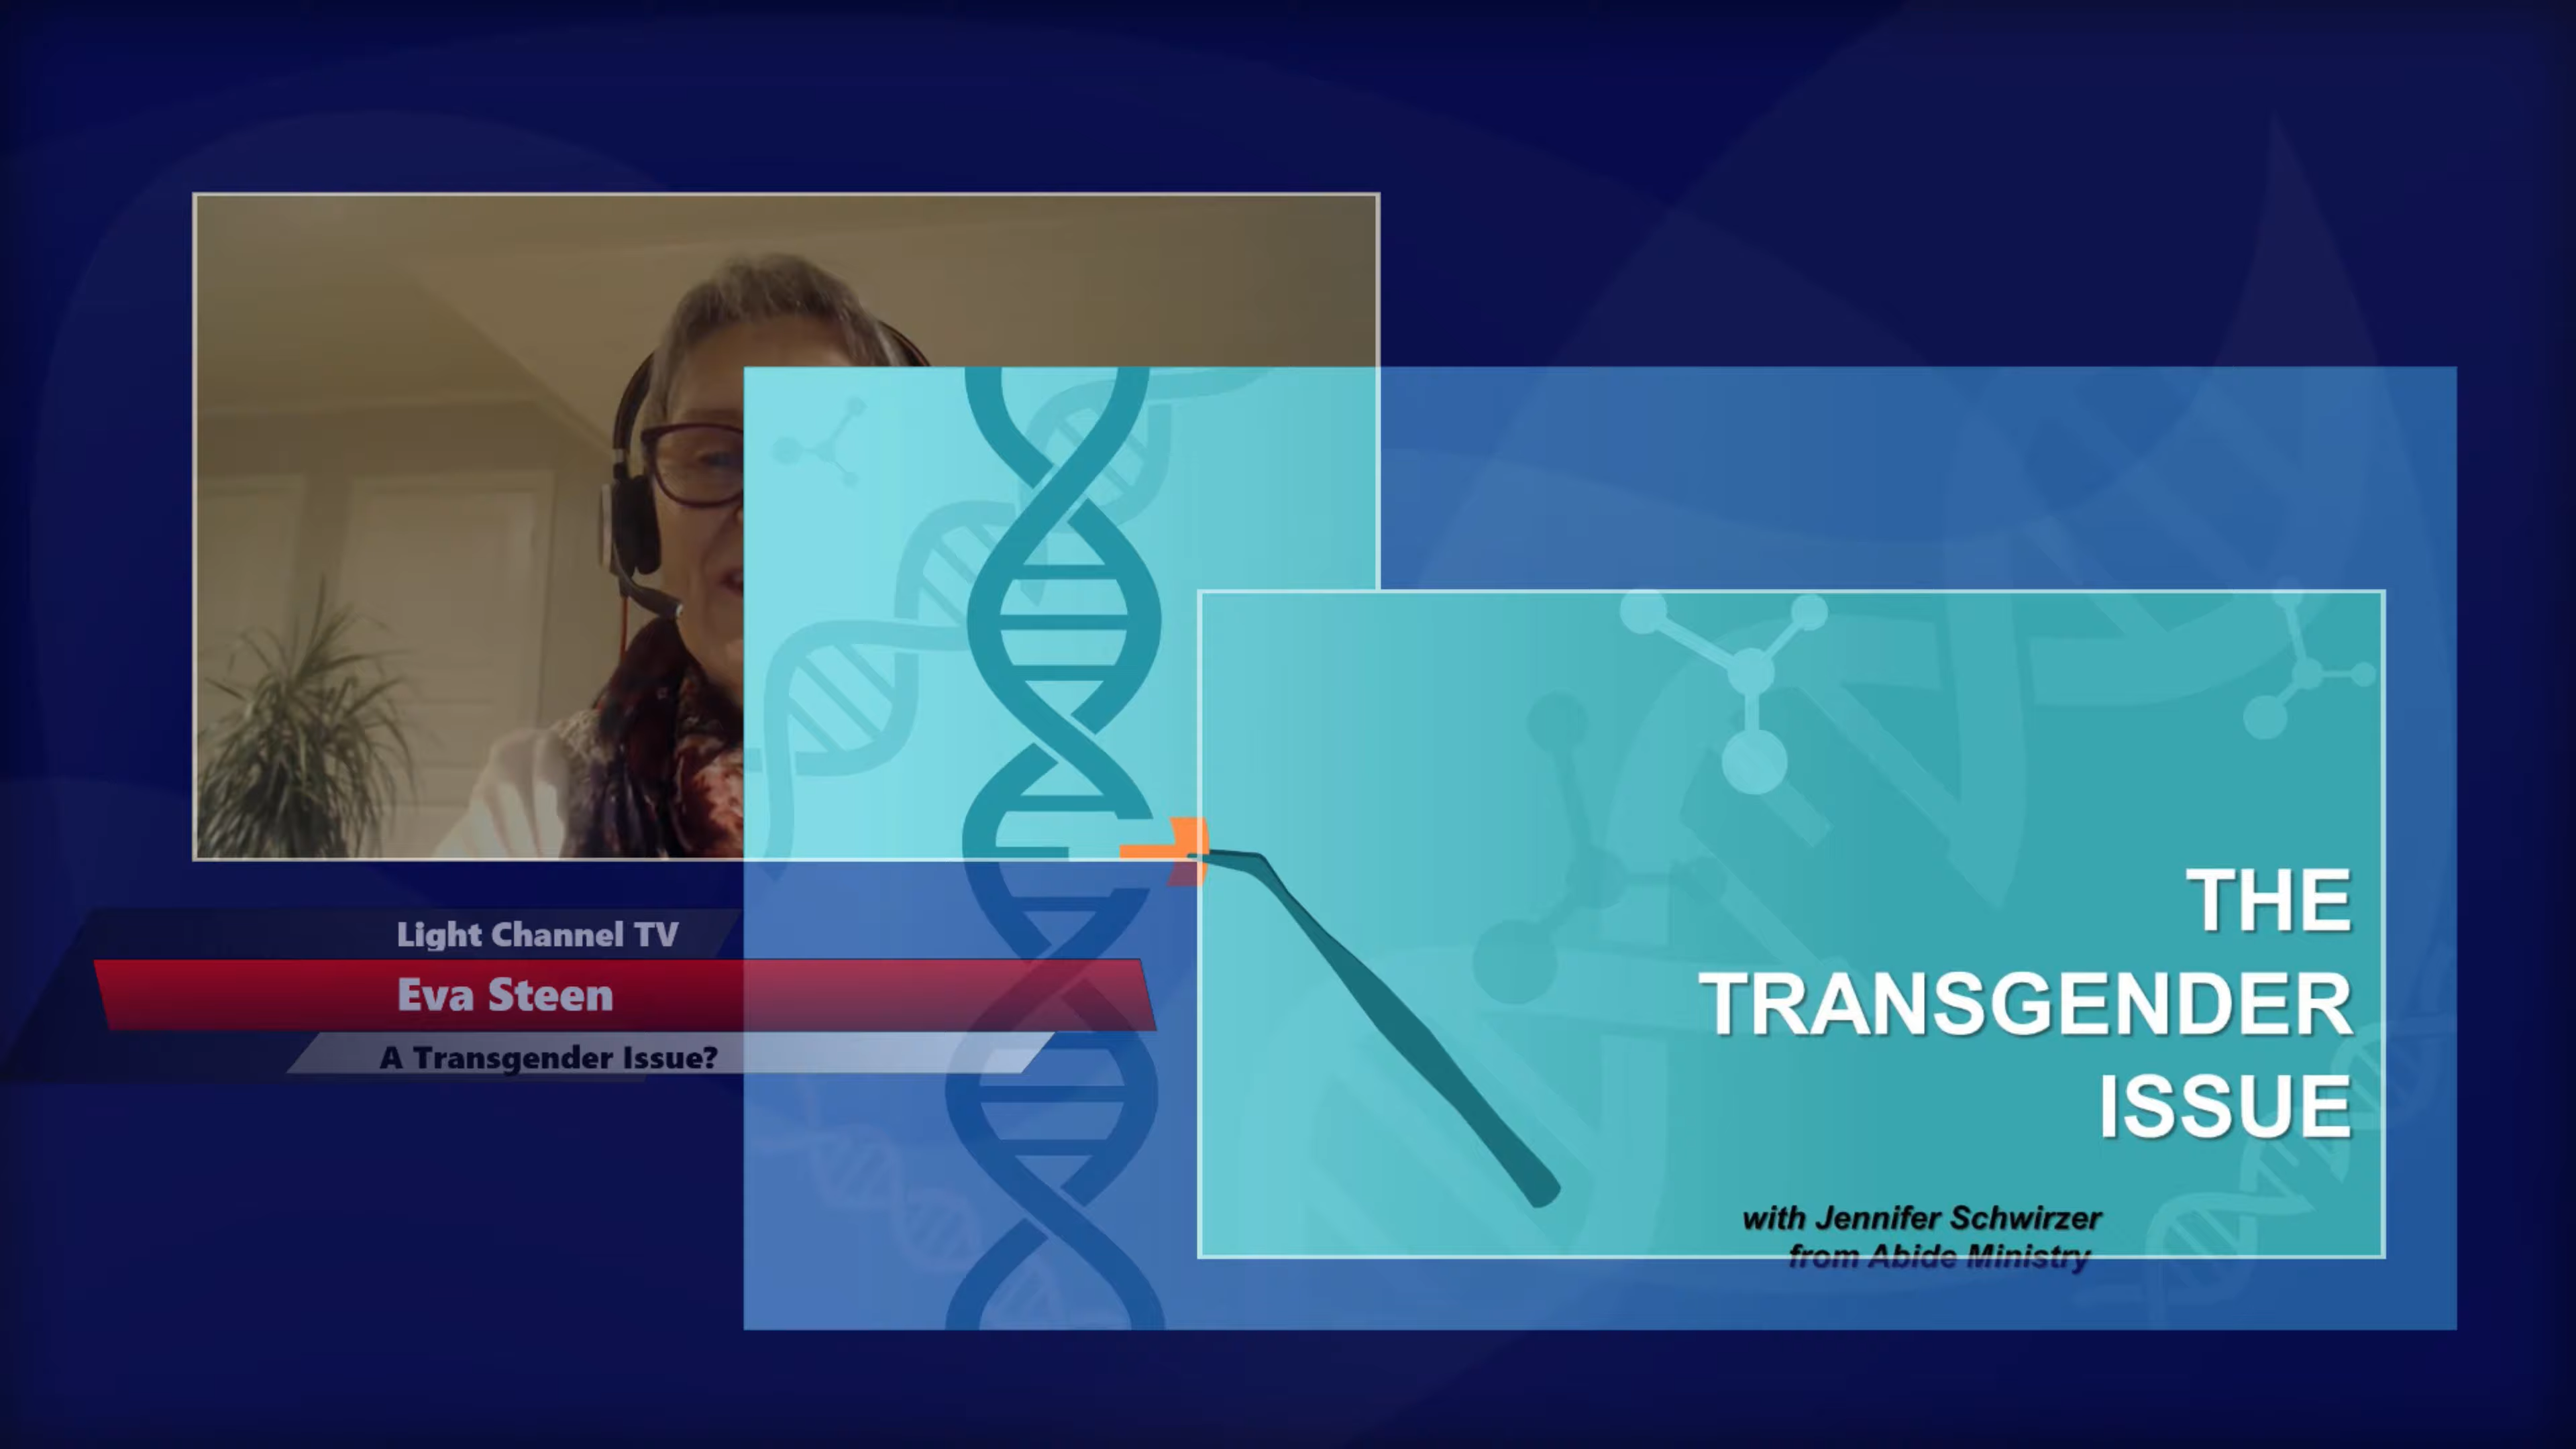 Light Channel TV
Eva Steen
A Transgender Issue?
THE
TRANSGENDER
ISSUE
with Jennifer Schwirzer
from Abide Ministry